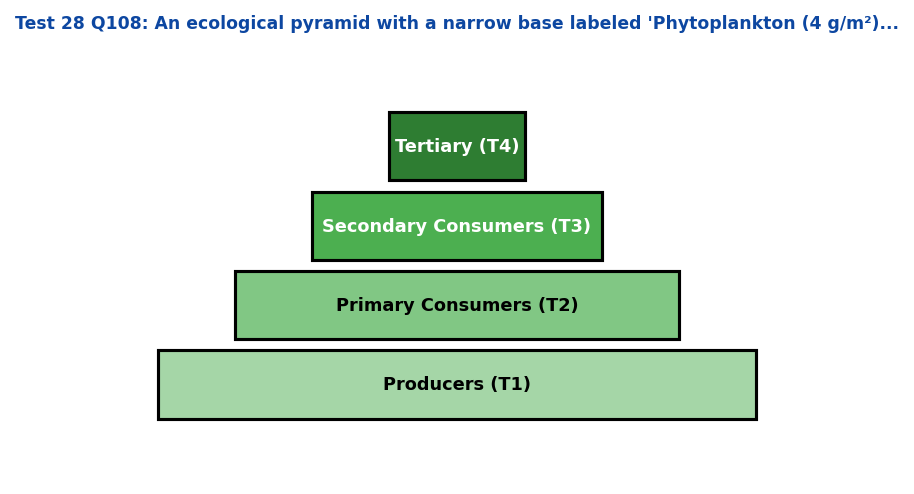 Test 28 Q108: An ecological pyramid with a narrow base labeled 'Phytoplankton (4 g/m²)...
Tertiary (T4)
Secondary Consumers (T3)
Primary Consumers (T2)
Producers (T1)